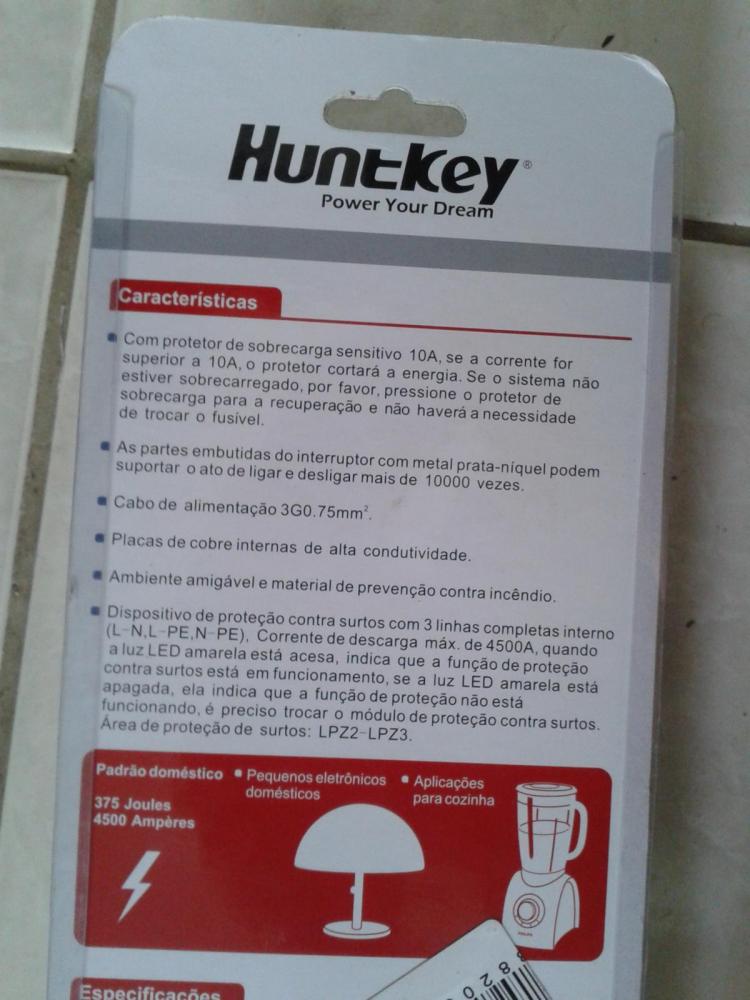 Huntkey®
Power Your Dream
Características
Com protetor de sobrecarga sensitivo 10A, se a corrente for
superior a 10A, o protetor cortará a energia. Se o sistema não
estiver sobrecarregado, por favor, pressione o protetor de
sobrecarga para a recuperação e não haverá a necessidade
de trocar o fusível.
As partes embutidas do interruptor com metal prata-níquel podem
suportar o ato de ligar e desligar mais de 10000 vezes.
Cabo de alimentação 3G0.75mm².
Placas de cobre internas de alta condutividade.
Ambiente amigável e material de prevenção contra incêndio.
Dispositivo de proteção contra surtos com 3 linhas completas interno
(L-N,L-PE,N-PE), Corrente de descarga máx. de 4500A, quando
a luz LED amarela está acesa, indica que a função de proteção
contra surtos está em funcionamento, se a luz LED amarela está
apagada, ela indica que a função de proteção não está
funcionando, é preciso trocar o módulo de proteção contra surtos.
Área de proteção de surtos: LPZ2-LPZ3.
Padrão doméstico
375 Joules
4500 Ampères
Pequenos eletrônicos
domésticos
Aplicações
para cozinha
PHILIPS
Especificações